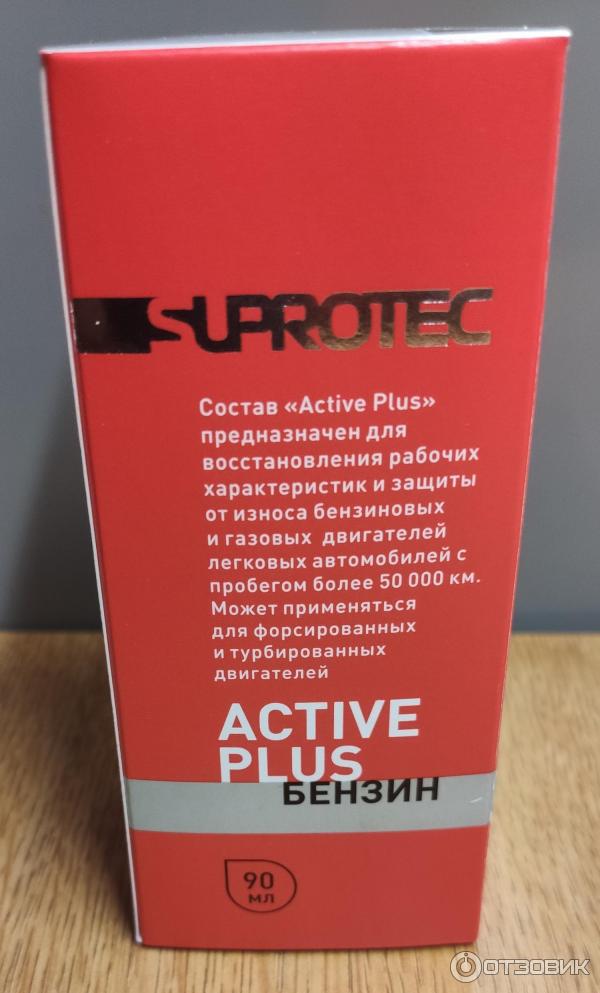 SUPROTEC
Состав «Active Plus»
предназначен для
восстановления рабочих
характеристик и защиты
от износа бензиновых
и газовых двигателей
легковых автомобилей с
пробегом более 50 000 км.
Может применяться
для форсированных
и турбированных
двигателей
ACTIVE
PLUS
БЕНЗИН
90
МЛ
ОТЗОВИК